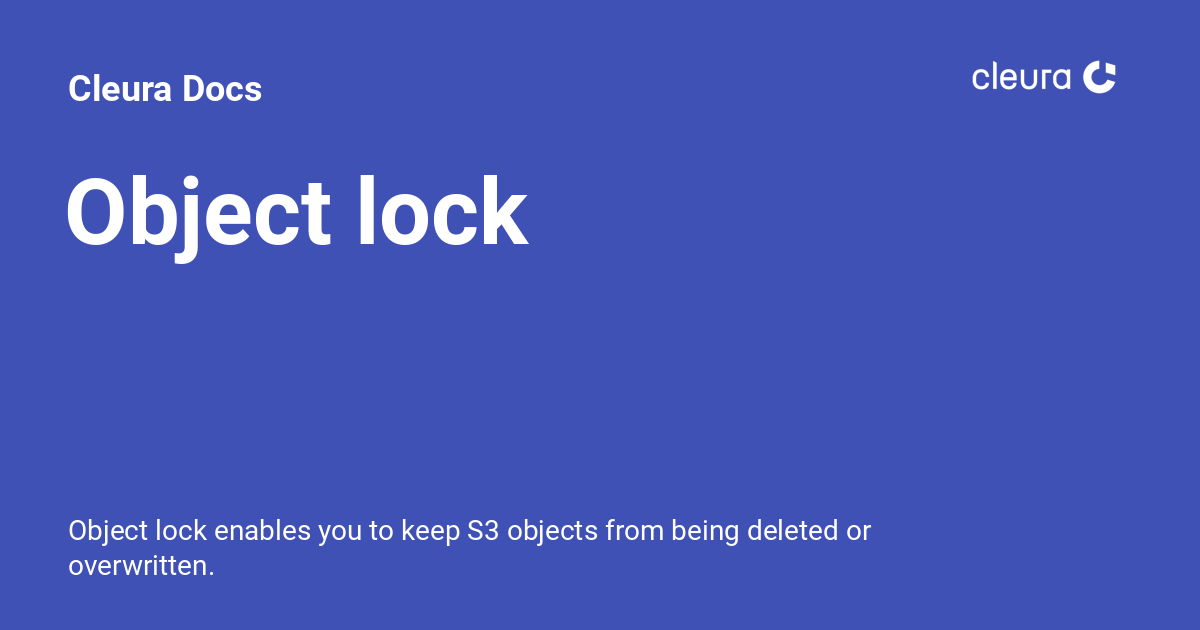 Cleura Docs
cleura
Object lock
Object lock enables you to keep S3 objects from being deleted or
overwritten.